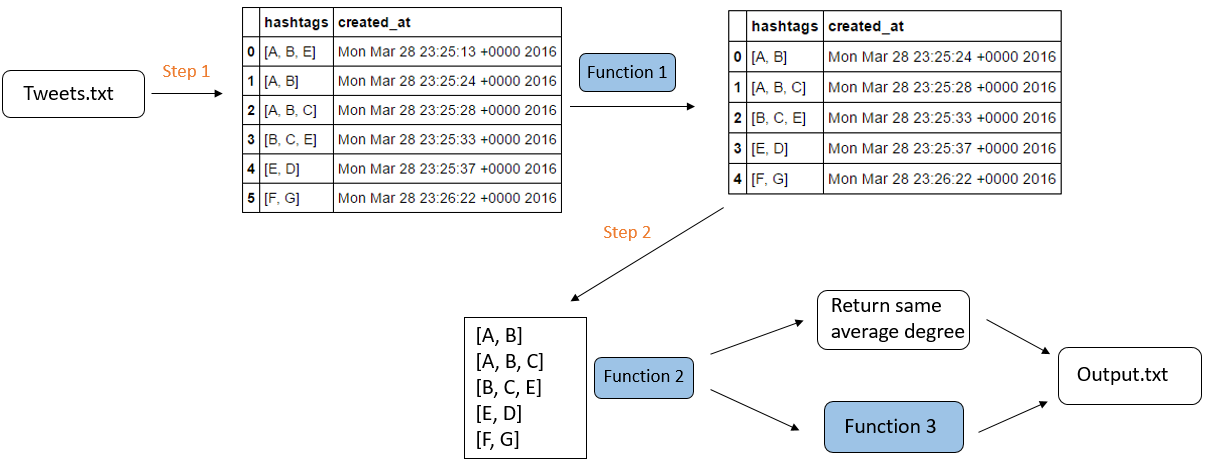 Tweets.txt
Step 1
hashtags created_at
0 [A, B, E] Mon Mar 28 23:25:13 +0000 2016
1 [A, B] Mon Mar 28 23:25:24 +0000 2016
2 [A, B, C] Mon Mar 28 23:25:28 +0000 2016
3 [B, C, E] Mon Mar 28 23:25:33 +0000 2016
4 [E, D] Mon Mar 28 23:25:37 +0000 2016
5 [F, G] Mon Mar 28 23:26:22 +0000 2016
Function 1
hashtags created_at
0 [A, B] Mon Mar 28 23:25:24 +0000 2016
1 [A, B, C] Mon Mar 28 23:25:28 +0000 2016
2 [B, C, E] Mon Mar 28 23:25:33 +0000 2016
3 [E, D] Mon Mar 28 23:25:37 +0000 2016
4 [F, G] Mon Mar 28 23:26:22 +0000 2016
Step 2
[A, B]
[A, B, C]
[B, C, E]
[E, D]
[F, G]
Function 2
Return same
average degree
Function 3
Output.txt